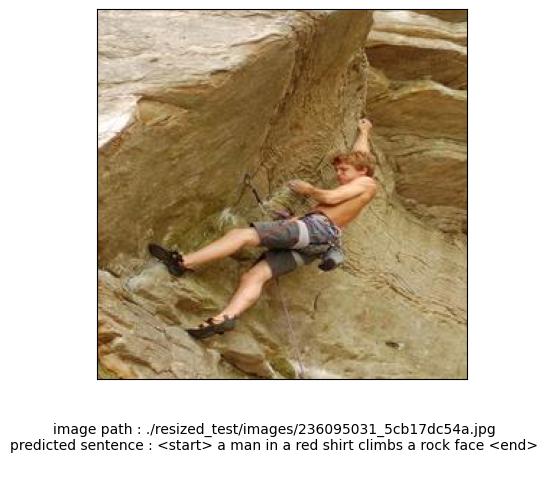 image path : ./resized_test/images/236095031_5cb17dc54a.jpg
predicted sentence : <start> a man in a red shirt climbs a rock face <end>